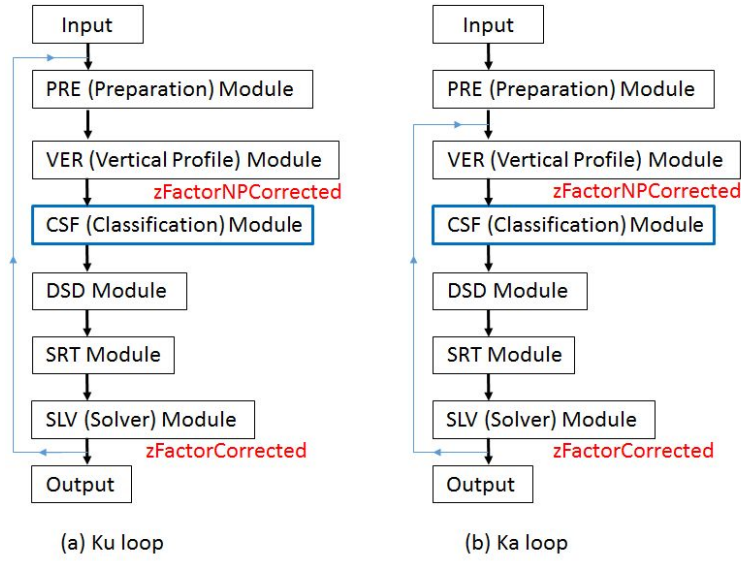 Input
PRE (Preparation) Module
VER (Vertical Profile) Module
zFactorNPCorrected
CSF (Classification) Module
DSD Module
SRT Module
SLV (Solver) Module
zFactorCorrected
Output
(a) Ku loop
Input
PRE (Preparation) Module
VER (Vertical Profile) Module
zFactorNPCorrected
CSF (Classification) Module
DSD Module
SRT Module
SLV (Solver) Module
zFactorCorrected
Output
(b) Ka loop